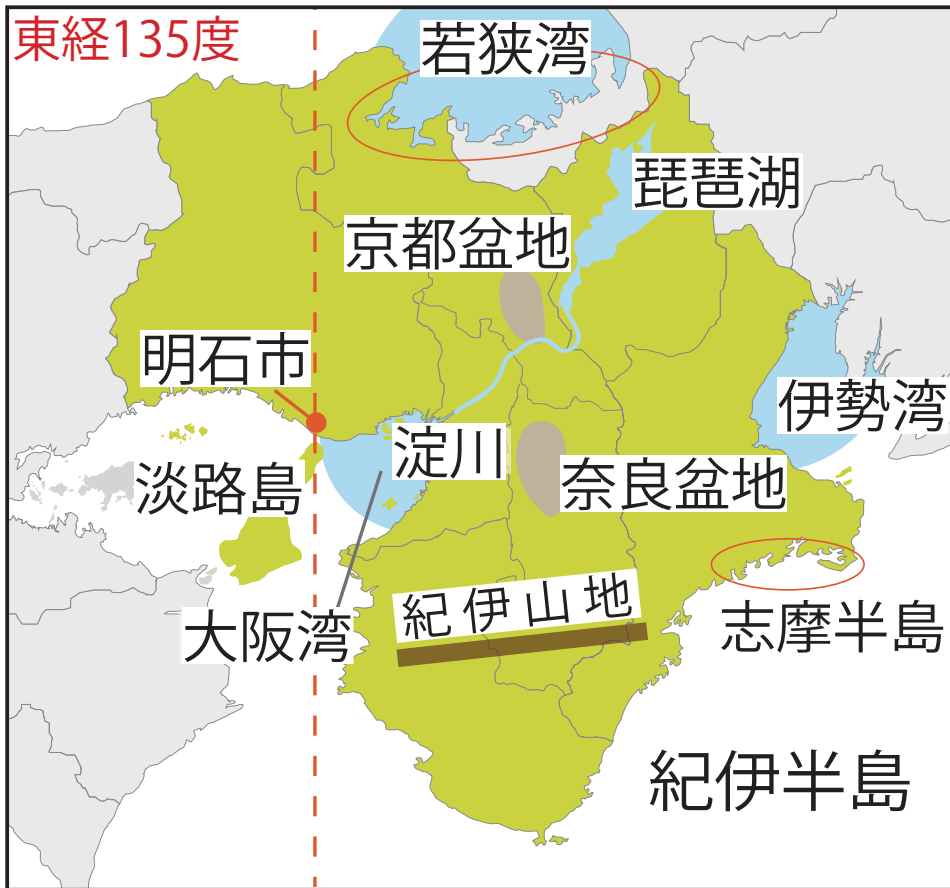 東経135度
若狭湾
琵琶湖
京都盆地
明石市
伊勢湾
淀川
淡路島
奈良盆地
紀伊山地
大阪湾
志摩半島
紀伊半島